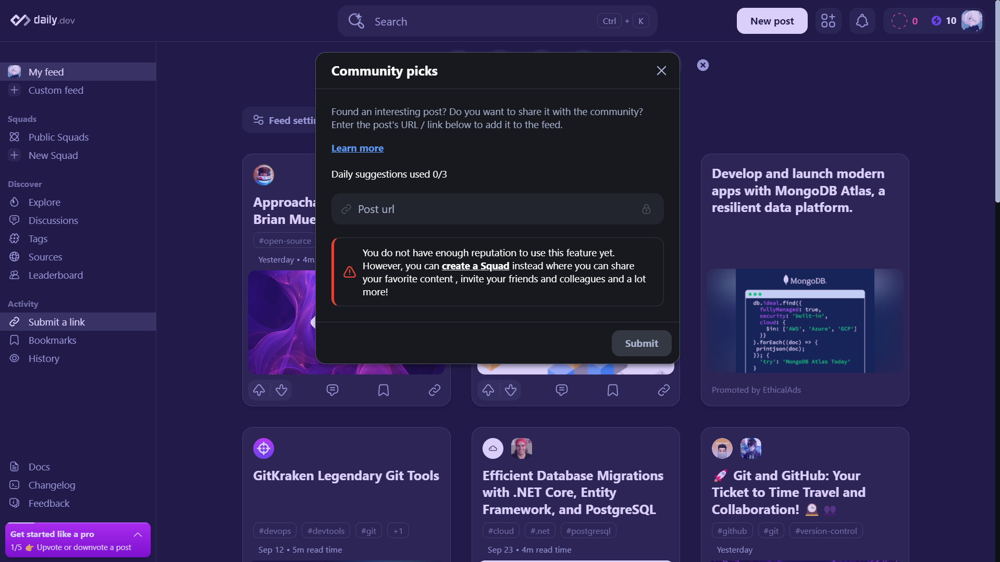 daily.dev
Search
Ctrl + K
New post
0
10
My feed
Custom feed
Squads
Public Squads
New Squad
Discover
Explore
Discussions
Tags
Sources
Leaderboard
Activity
Submit a link
Bookmarks
History
Docs
Changelog
Feedback
Get started like a pro
1/5 👉 Upvote or downvote a post
Community picks
Found an interesting post? Do you want to share it with the community?
Enter the post's URL / link below to add it to the feed.
Learn more
Daily suggestions used 0/3
Post url
You do not have enough reputation to use this feature yet.
However, you can create a Squad instead where you can share
your favorite content , invite your friends and colleagues and a lot
more!
Submit
Feed settin
Approacha
Brian Mue
#open-source
Yesterday • 4m
Develop and launch modern
apps with MongoDB Atlas, a
resilient data platform.
MongoDB.
db.ideal.find({
fullyManaged: true,
security: 'built-in',
cloud: {
$in: ['AWS', 'Azure', 'GCP']
}}
).forEach((doc) => {
printjson(doc);
}); {
'try': 'MongoDB Atlas Today'
}
Promoted by EthicalAds
GitKraken Legendary Git Tools
#devops #devtools #git +1
Sep 12 • 5m read time
Efficient Database Migrations
with .NET Core, Entity
Framework, and PostgreSQL
#cloud #.net #postgresql
Sep 23 • 4m read time
🚀 Git and GitHub: Your
Ticket to Time Travel and
Collaboration! 🕰️ 👥
#github #git #version-control
Yesterday